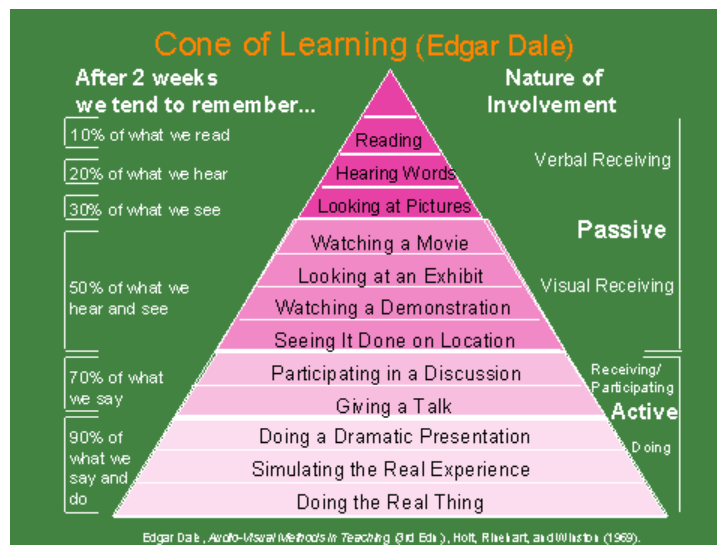 Cone of Learning (Edgar Dale)
After 2 weeks
we tend to remember...
Nature of
Involvement
10% of what we read
Reading
20% of what we hear
Hearing Words
Verbal Receiving
30% of what we see
Looking at Pictures
Passive
50% of what we
hear and see
Watching a Movie
Looking at an Exhibit
Watching a Demonstration
Seeing It Done on Location
Visual Receiving
70% of what
we say
Participating in a Discussion
Giving a Talk
Receiving/
Participating
Active
90% of
what we
say and
do
Doing a Dramatic Presentation
Simulating the Real Experience
Doing the Real Thing
Doing
Edgar Dale, Audio-Visual Methods in Teaching (3rd Edn.), Holt, Rinehart, and Winston (1969).